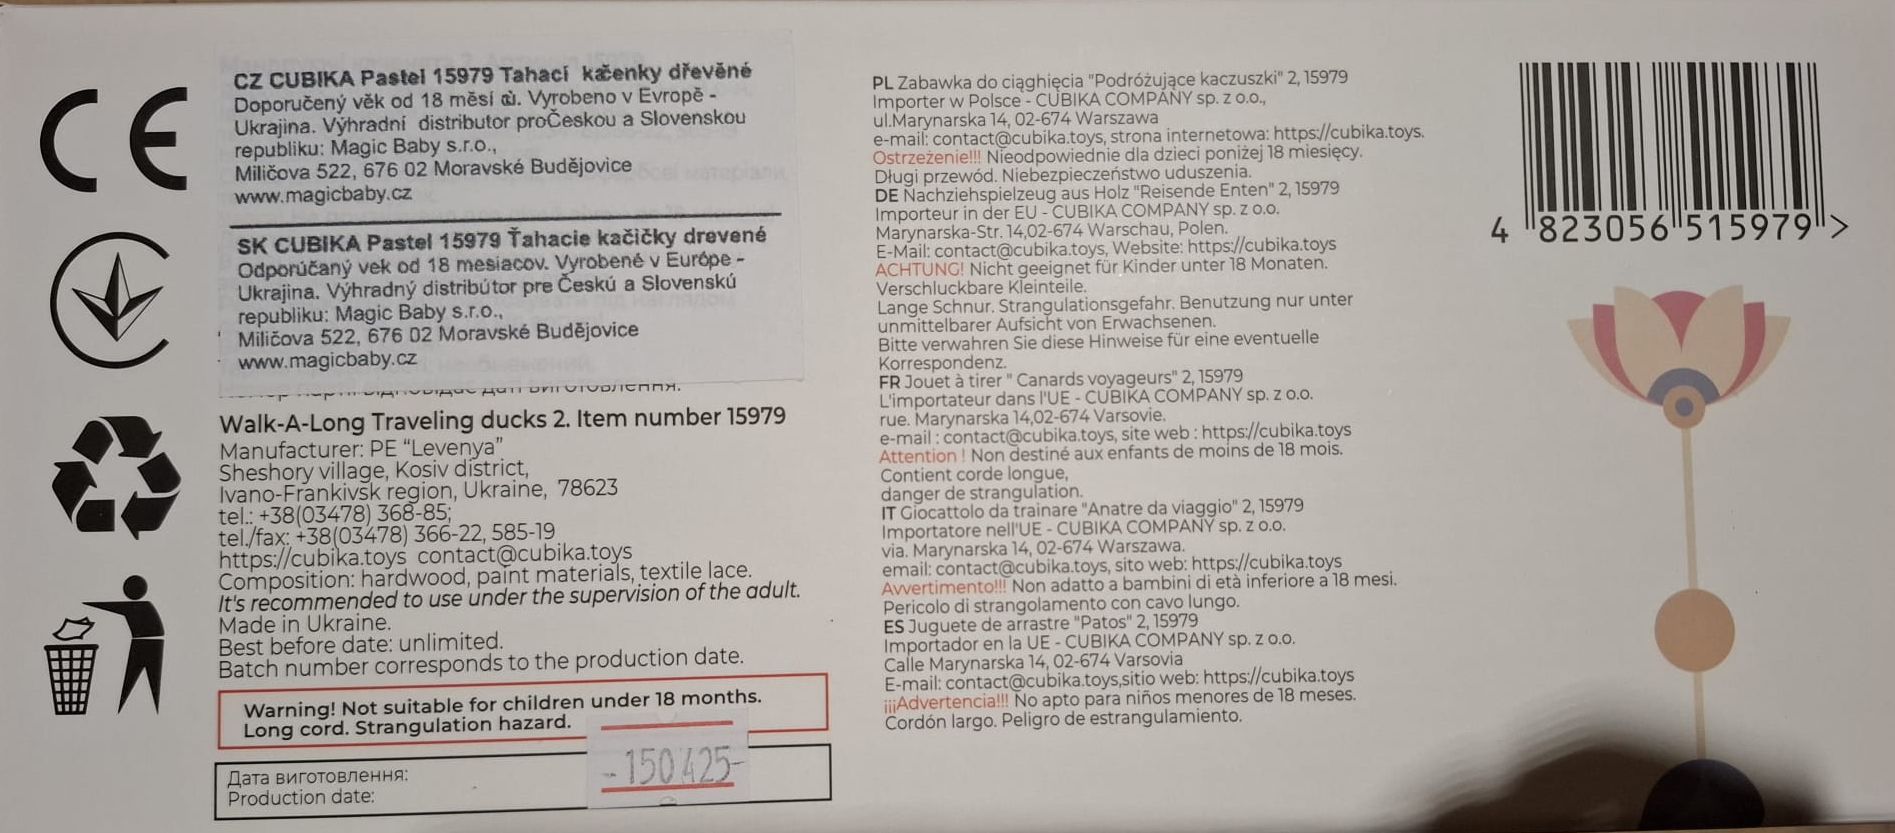 CE
CZ CUBIKA Pastel 15979 Tahací kačenky dřevěné
Doporučený věk od 18 měsí ců. Vyrobeno v Evropě -
Ukrajina. Výhradní distributor proČeskou a Slovenskou
republiku: Magic Baby s.r.o.,
Miličova 522, 676 02 Moravské Budějovice
www.magicbaby.cz
SK CUBIKA Pastel 15979 Ťahacie kačičky drevené
Odporúčaný vek od 18 mesiacov. Vyrobené v Európe -
Ukrajina. Výhradný distribútor pre Českú a Slovenskú
republiku: Magic Baby s.r.o.,
Miličova 522, 676 02 Moravské Budějovice
www.magicbaby.cz
виготовлення.
Walk-A-Long Traveling ducks 2. Item number 15979
Manufacturer: PE “Levenya”
Sheshory village, Kosiv district,
Ivano-Frankivsk region, Ukraine, 78623
tel.: +38(03478) 368-85;
tel./fax: +38(03478) 366-22, 585-19
https://cubika.toys contact@cubika.toys
Composition: hardwood, paint materials, textile lace.
It's recommended to use under the supervision of the adult.
Made in Ukraine.
Best before date: unlimited.
Batch number corresponds to the production date.
Warning! Not suitable for children under 18 months.
Long cord. Strangulation hazard.
Дата виготовлення:
Production date:
- 150425-
PL Zabawka do ciąghięcia "Podróżujące kaczuszki" 2, 15979
Importer w Polsce - CUBIKA COMPANY sp. z o.o.,
ul.Marynarska 14, 02-674 Warszawa
e-mail: contact@cubika.toys, strona internetowa: https://cubika.toys.
Ostrzeżenie!!! Nieodpowiednie dla dzieci poniżej 18 miesięcy.
Długi przewód. Niebezpieczeństwo uduszenia.
DE Nachziehspielzeug aus Holz "Reisende Enten" 2, 15979
Importeur in der EU - CUBIKA COMPANY sp. z o.o.
Marynarska-Str. 14,02-674 Warschau, Polen.
E-Mail: contact@cubika.toys, Website: https://cubika.toys
ACHTUNG! Nicht geeignet für Kinder unter 18 Monaten.
Verschluckbare Kleinteile.
Lange Schnur. Strangulationsgefahr. Benutzung nur unter
unmittelbarer Aufsicht von Erwachsenen.
Bitte verwahren Sie diese Hinweise für eine eventuelle
Korrespondenz.
FR Jouet à tirer " Canards voyageurs" 2, 15979
L'importateur dans l'UE - CUBIKA COMPANY sp. z o.o.
rue. Marynarska 14,02-674 Varsovie.
e-mail : contact@cubika.toys, site web : https://cubika.toys
Attention ! Non destiné aux enfants de moins de 18 mois.
Contient corde longue,
danger de strangulation.
IT Giocattolo da trainare "Anatre da viaggio" 2, 15979
Importatore nell'UE - CUBIKA COMPANY sp. z o.o.
via. Marynarska 14, 02-674 Warszawa.
email: contact@cubika.toys, sito web: https://cubika.toys
Avvertimento!!! Non adatto a bambini di età inferiore a 18 mesi.
Pericolo di strangolamento con cavo lungo.
ES Juguete de arrastre "Patos" 2, 15979
Importador en la UE - CUBIKA COMPANY sp. z o.o.
Calle Marynarska 14, 02-674 Varsovia
E-mail: contact@cubika.toys,sitio web: https://cubika.toys
¡¡¡Advertencia!!! No apto para niños menores de 18 meses.
Cordón largo. Peligro de estrangulamiento.
4 823056 515979 >